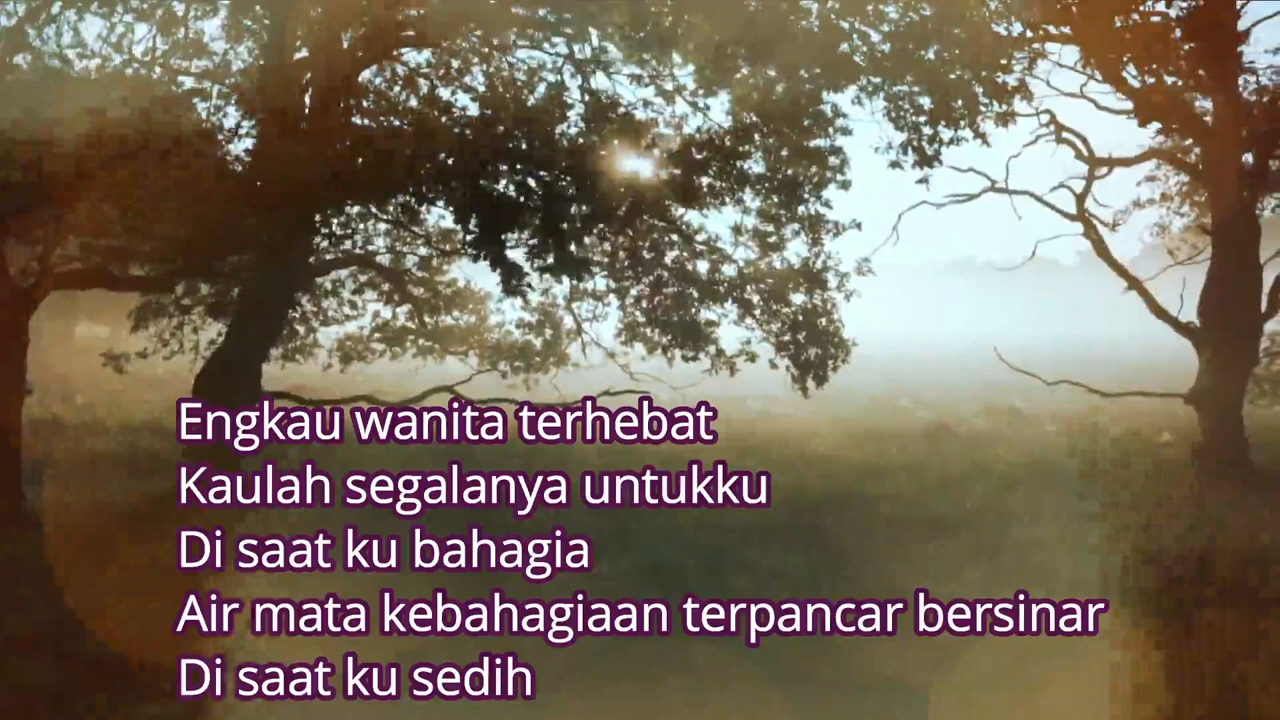 Engkau wanita terhebat
Kaulah segalanya untukku
Di saat ku bahagia
Air mata kebahagiaan terpancar bersinar
Di saat ku sedih